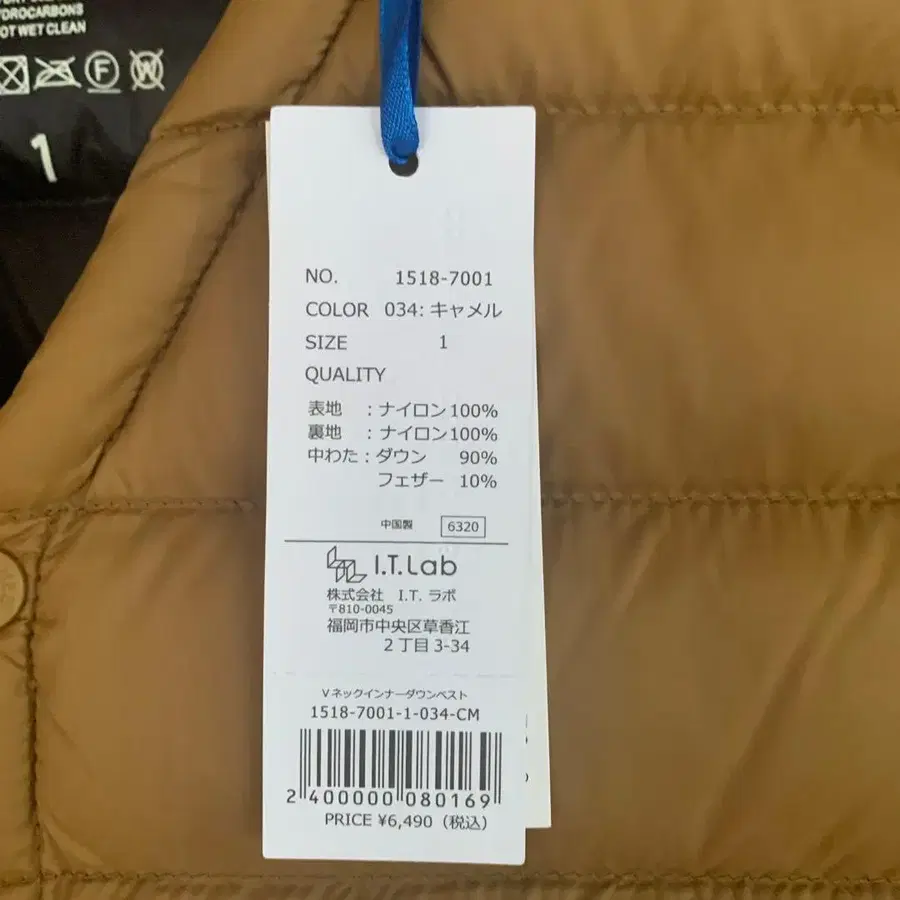 HYDROCARBONS
NOT WET CLEAN
F W
1
NO. 1518-7001
COLOR 034: キャメル
SIZE 1
QUALITY
表地 : ナイロン 100%
裏地 : ナイロン 100%
中わた : ダウン 90%
フェザー 10%
中国製 6320
I.T.Lab
株式会社 I.T. ラボ
〒810-0045
福岡市中央区草香江
2丁目3-34
Vネックインナーダウンベスト
1518-7001-1-034-CM
2 400000 080169
PRICE ¥6,490 (税込)